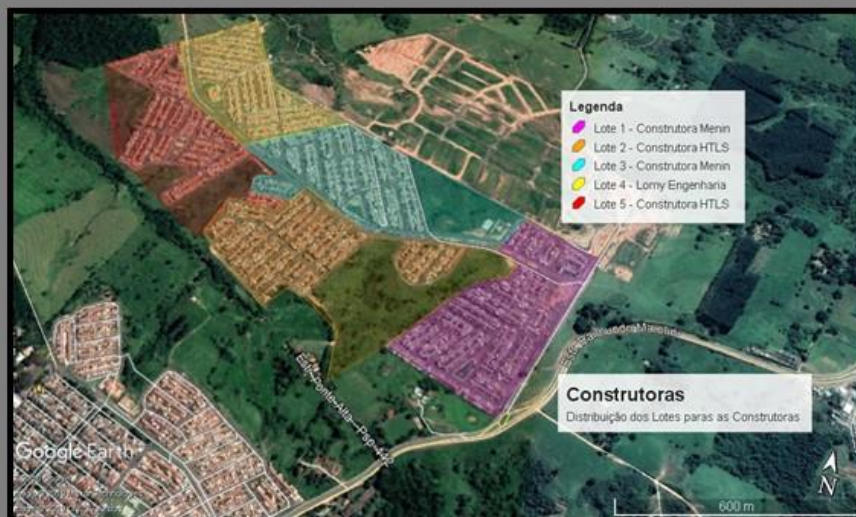 Legenda
Lote 1 - Construtora Menin
Lote 2 - Construtora HTLS
Lote 3 - Construtora Menin
Lote 4 - Lomy Engenharia
Lote 5 - Construtora HTLS
Construtoras
Distribuição dos Lotes paras as Construtoras
Google Earth
N
600 m